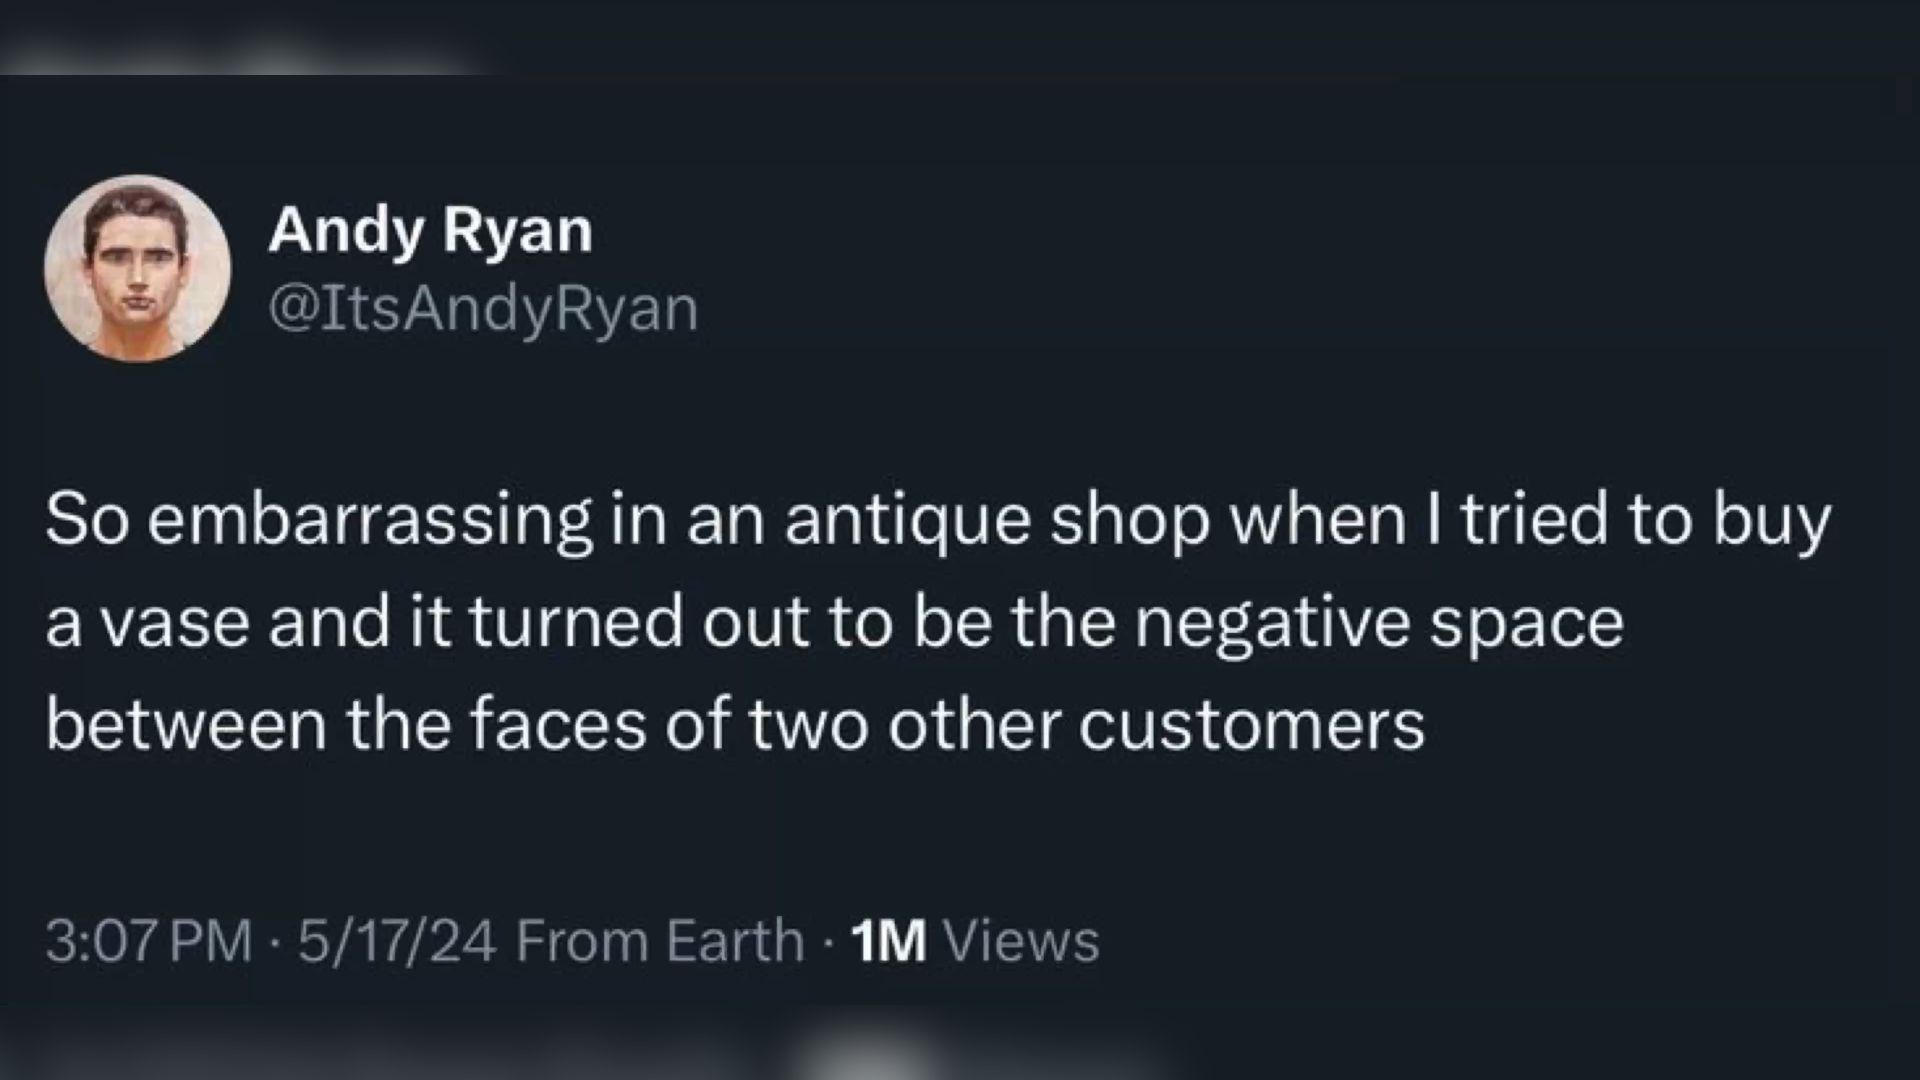 Andy Ryan
@ItsAndyRyan
So embarrassing in an antique shop when I tried to buy
a vase and it turned out to be the negative space
between the faces of two other customers
3:07 PM · 5/17/24 From Earth · 1M Views